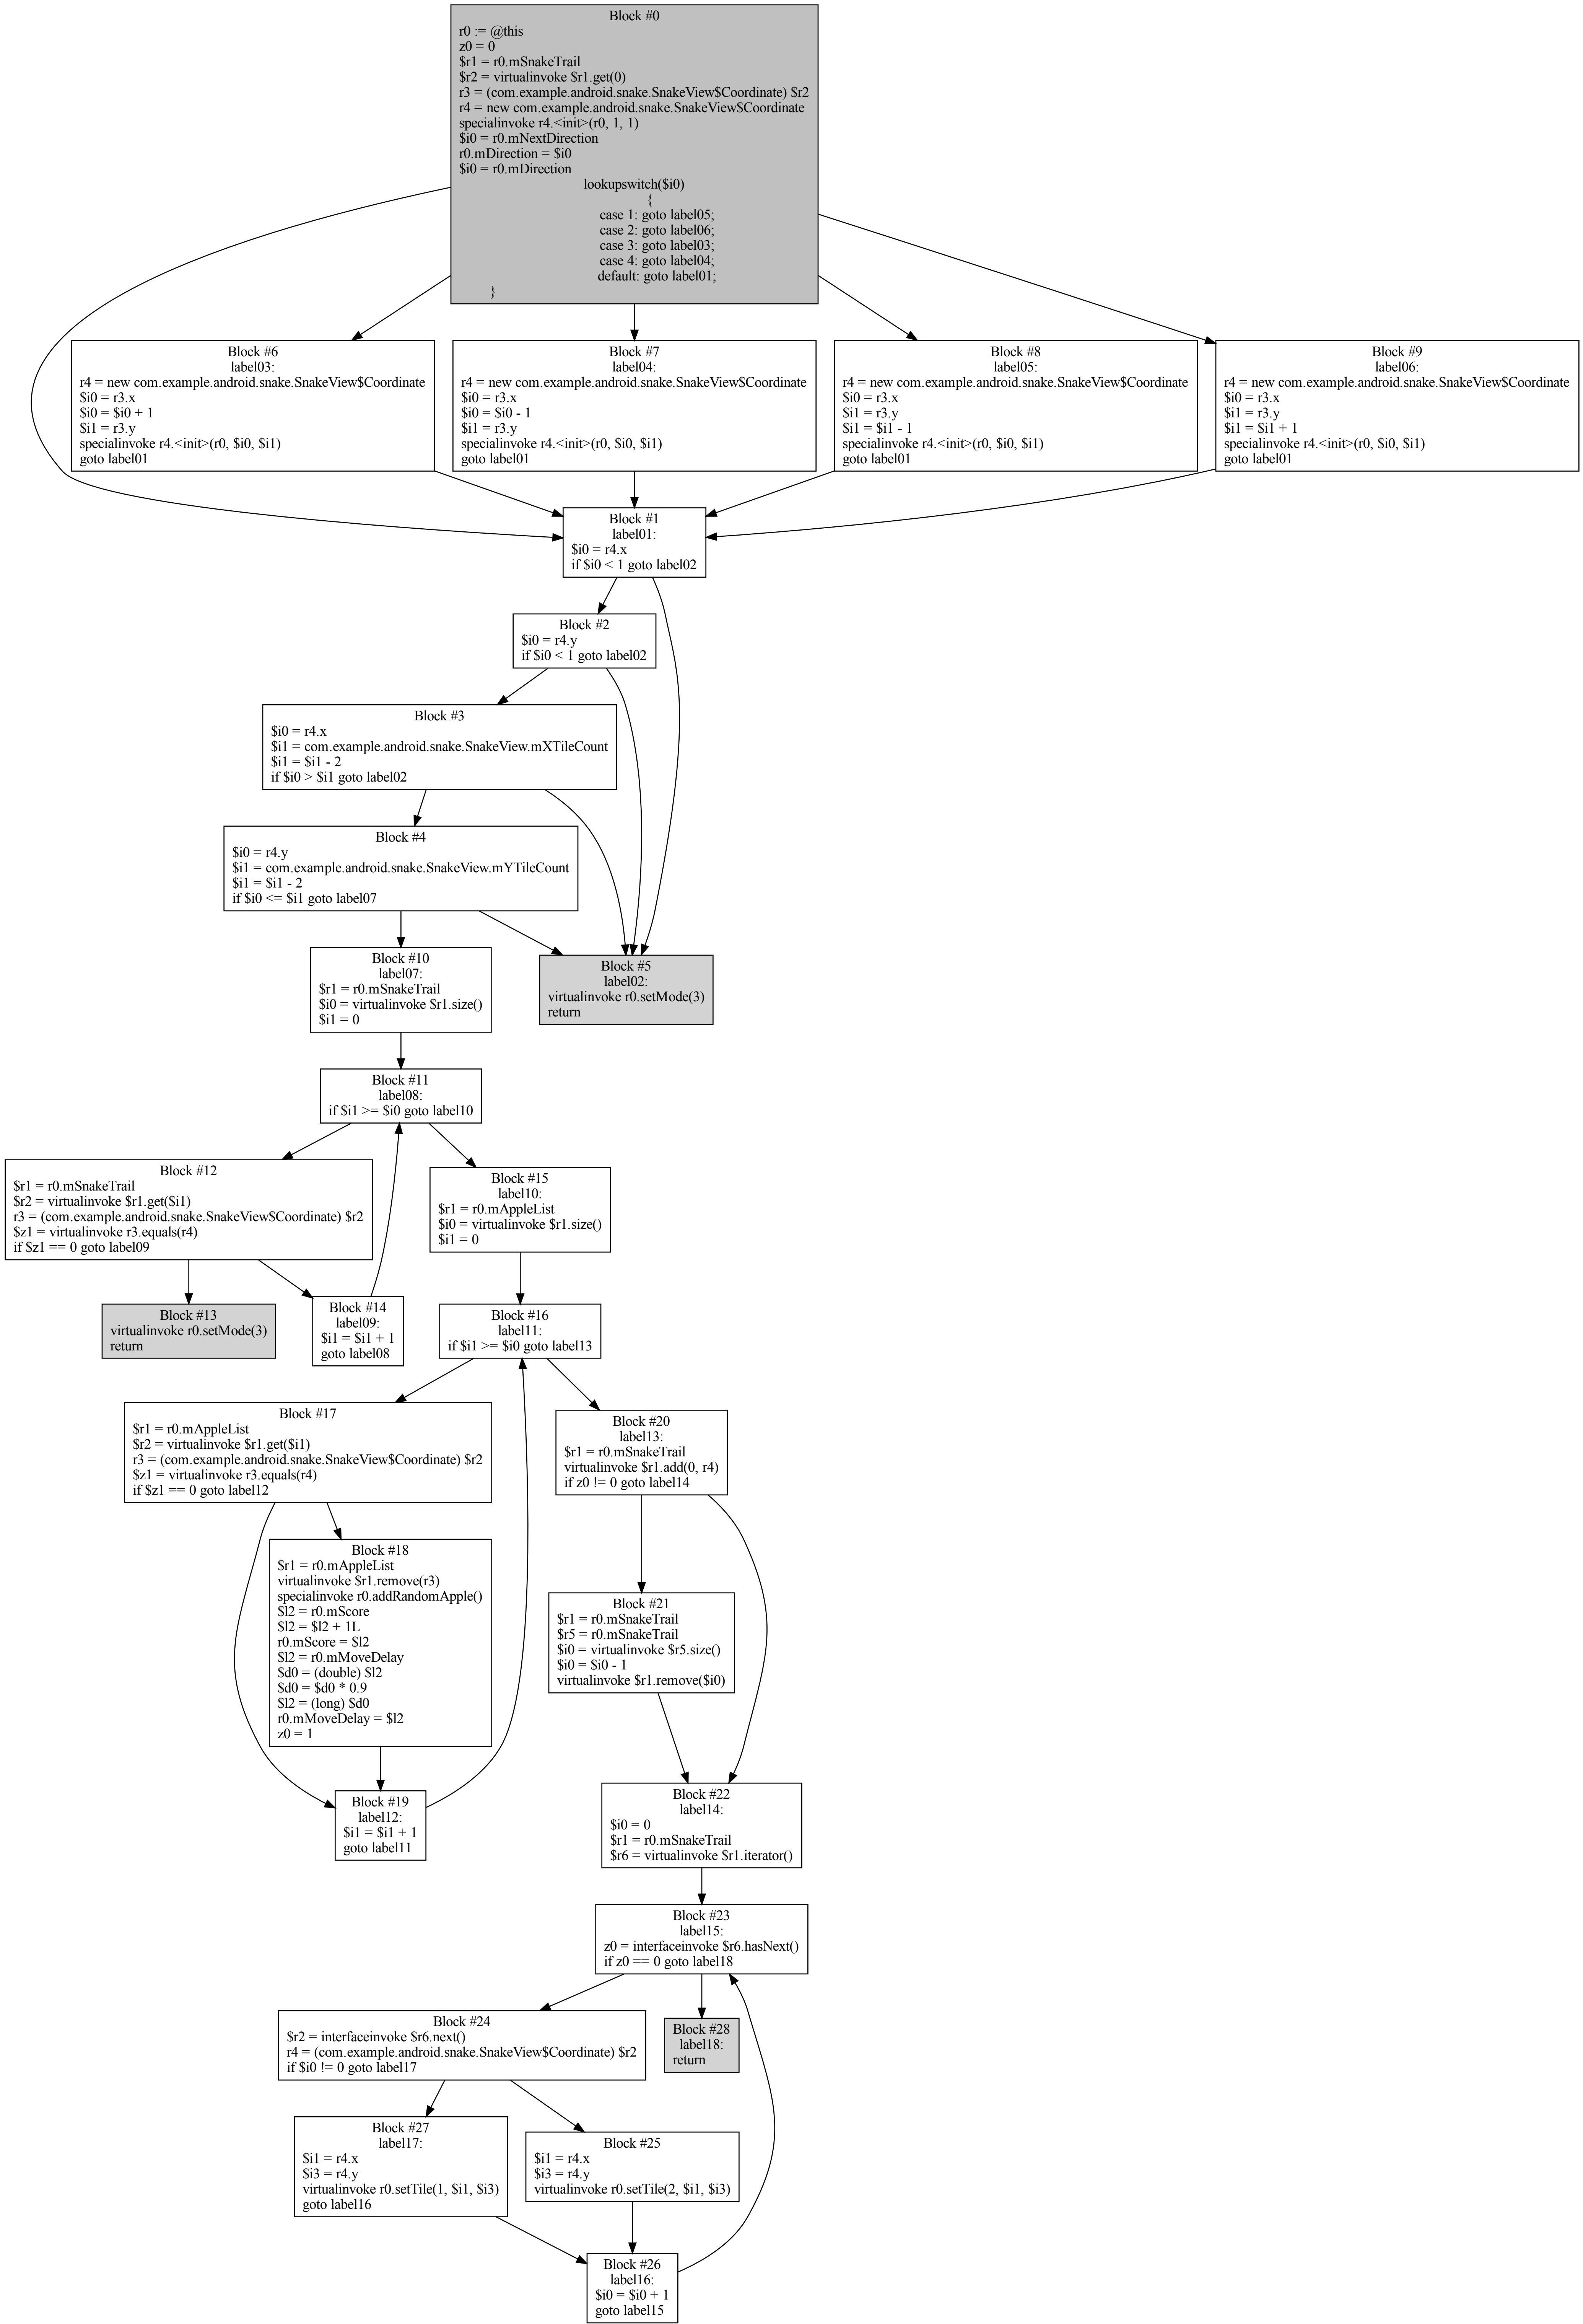 Block #0
r0 := @this
z0 = 0
$r1 = r0.mSnakeTrail
$r2 = virtualinvoke $r1.get(0)
r3 = (com.example.android.snake.SnakeView$Coordinate) $r2
r4 = new com.example.android.snake.SnakeView$Coordinate
specialinvoke r4.<init>(r0, 1, 1)
$i0 = r0.mNextDirection
r0.mDirection = $i0
$i0 = r0.mDirection
lookupswitch($i0)
{
case 1: goto label05;
case 2: goto label06;
case 3: goto label03;
case 4: goto label04;
default: goto label01;
}
Block #6
label03:
r4 = new com.example.android.snake.SnakeView$Coordinate
$i0 = r3.x
$i0 = $i0 + 1
$i1 = r3.y
specialinvoke r4.<init>(r0, $i0, $i1)
goto label01
Block #7
label04:
r4 = new com.example.android.snake.SnakeView$Coordinate
$i0 = r3.x
$i0 = $i0 - 1
$i1 = r3.y
specialinvoke r4.<init>(r0, $i0, $i1)
goto label01
Block #8
label05:
r4 = new com.example.android.snake.SnakeView$Coordinate
$i0 = r3.x
$i1 = r3.y
$i1 = $i1 - 1
specialinvoke r4.<init>(r0, $i0, $i1)
goto label01
Block #9
label06:
r4 = new com.example.android.snake.SnakeView$Coordinate
$i0 = r3.x
$i1 = r3.y
$i1 = $i1 + 1
specialinvoke r4.<init>(r0, $i0, $i1)
goto label01
Block #1
label01:
$i0 = r4.x
if $i0 < 1 goto label02
Block #2
$i0 = r4.y
if $i0 < 1 goto label02
Block #3
$i0 = r4.x
$i1 = com.example.android.snake.SnakeView.mXTileCount
$i1 = $i1 - 2
if $i0 > $i1 goto label02
Block #4
$i0 = r4.y
$i1 = com.example.android.snake.SnakeView.mYTileCount
$i1 = $i1 - 2
if $i0 <= $i1 goto label07
Block #10
label07:
$r1 = r0.mSnakeTrail
$i0 = virtualinvoke $r1.size()
$i1 = 0
Block #5
label02:
virtualinvoke r0.setMode(3)
return
Block #11
label08:
if $i1 >= $i0 goto label10
Block #12
$r1 = r0.mSnakeTrail
$r2 = virtualinvoke $r1.get($i1)
r3 = (com.example.android.snake.SnakeView$Coordinate) $r2
$z1 = virtualinvoke r3.equals(r4)
if $z1 == 0 goto label09
Block #15
label10:
$r1 = r0.mAppleList
$i0 = virtualinvoke $r1.size()
$i1 = 0
Block #13
virtualinvoke r0.setMode(3)
return
Block #14
label09:
$i1 = $i1 + 1
goto label08
Block #16
label11:
if $i1 >= $i0 goto label13
Block #17
$r1 = r0.mAppleList
$r2 = virtualinvoke $r1.get($i1)
r3 = (com.example.android.snake.SnakeView$Coordinate) $r2
$z1 = virtualinvoke r3.equals(r4)
if $z1 == 0 goto label12
Block #20
label13:
$r1 = r0.mSnakeTrail
virtualinvoke $r1.add(0, r4)
if z0 != 0 goto label14
Block #18
$r1 = r0.mAppleList
virtualinvoke $r1.remove(r3)
specialinvoke r0.addRandomApple()
$l2 = r0.mScore
$l2 = $l2 + 1L
r0.mScore = $l2
$l2 = r0.mMoveDelay
$d0 = (double) $l2
$d0 = $d0 * 0.9
$l2 = (long) $d0
r0.mMoveDelay = $l2
z0 = 1
Block #21
$r1 = r0.mSnakeTrail
$r5 = r0.mSnakeTrail
$i0 = virtualinvoke $r5.size()
$i0 = $i0 - 1
virtualinvoke $r1.remove($i0)
Block #19
label12:
$i1 = $i1 + 1
goto label11
Block #22
label14:
$i0 = 0
$r1 = r0.mSnakeTrail
$r6 = virtualinvoke $r1.iterator()
Block #23
label15:
z0 = interfaceinvoke $r6.hasNext()
if z0 == 0 goto label18
Block #24
$r2 = interfaceinvoke $r6.next()
r4 = (com.example.android.snake.SnakeView$Coordinate) $r2
if $i0 != 0 goto label17
Block #28
label18:
return
Block #27
label17:
$i1 = r4.x
$i3 = r4.y
virtualinvoke r0.setTile(1, $i1, $i3)
goto label16
Block #25
$i1 = r4.x
$i3 = r4.y
virtualinvoke r0.setTile(2, $i1, $i3)
Block #26
label16:
$i0 = $i0 + 1
goto label15